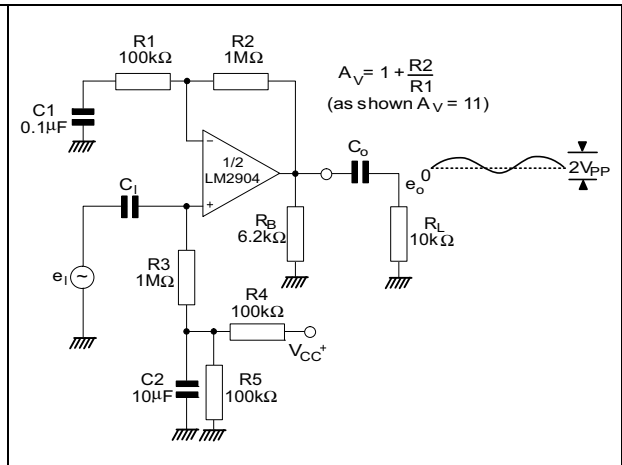 R1
100kΩ
R2
1MΩ
A_V = 1 + R2/R1
(as shown A_V = 11)
C1
0.1µF
1/2
LM2904
−
+
C_I
C_o
e_o
0
2V_PP
R_B
6.2kΩ
R_L
10kΩ
e_I
~
R3
1MΩ
R4
100kΩ
V_CC+
C2
10µF
R5
100kΩ